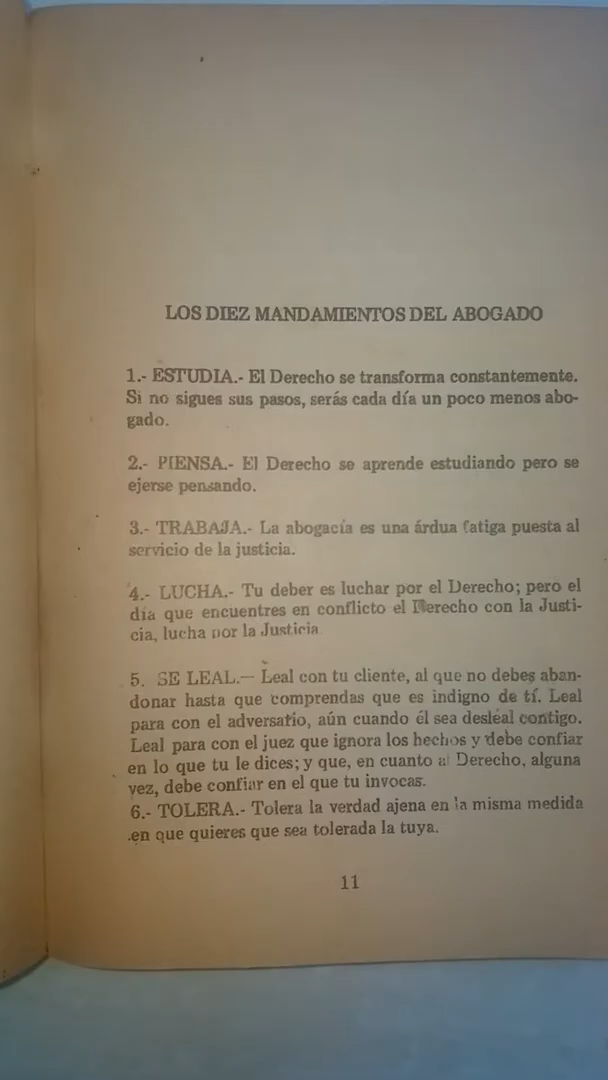 LOS DIEZ MANDAMIENTOS DEL ABOGADO
1.- ESTUDIA.- El Derecho se transforma constantemente.
Si no sigues sus pasos, serás cada día un poco menos abo-
gado.
2.- PIENSA.- El Derecho se aprende estudiando pero se
ejerse pensando.
3.- TRABAJA.- La abogacía es una árdua fatiga puesta al
servicio de la justicia.
4.- LUCHA.- Tu deber es luchar por el Derecho; pero el
día que encuentres en conflicto el Derecho con la Justi-
cia, lucha por la Justicia
5. SE LEAL.— Leal con tu cliente, al que no debes aban-
donar hasta que comprendas que es indigno de tí. Leal
para con el adversario, aún cuando él sea desleal contigo.
Leal para con el juez que ignora los hechos y debe confiar
en lo que tu le dices; y que, en cuanto al Derecho, alguna
vez, debe confiar en el que tu invocas.
6.- TOLERA.- Tolera la verdad ajena en la misma medida
en que quieres que sea tolerada la tuya.
11